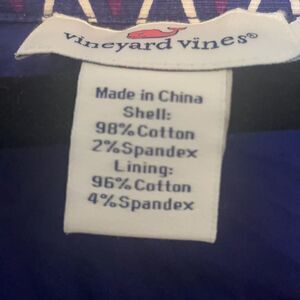 vineyard vines®
Made in China
Shell:
98%Cotton
2%Spandex
Lining:
96%Cotton
4%Spandex